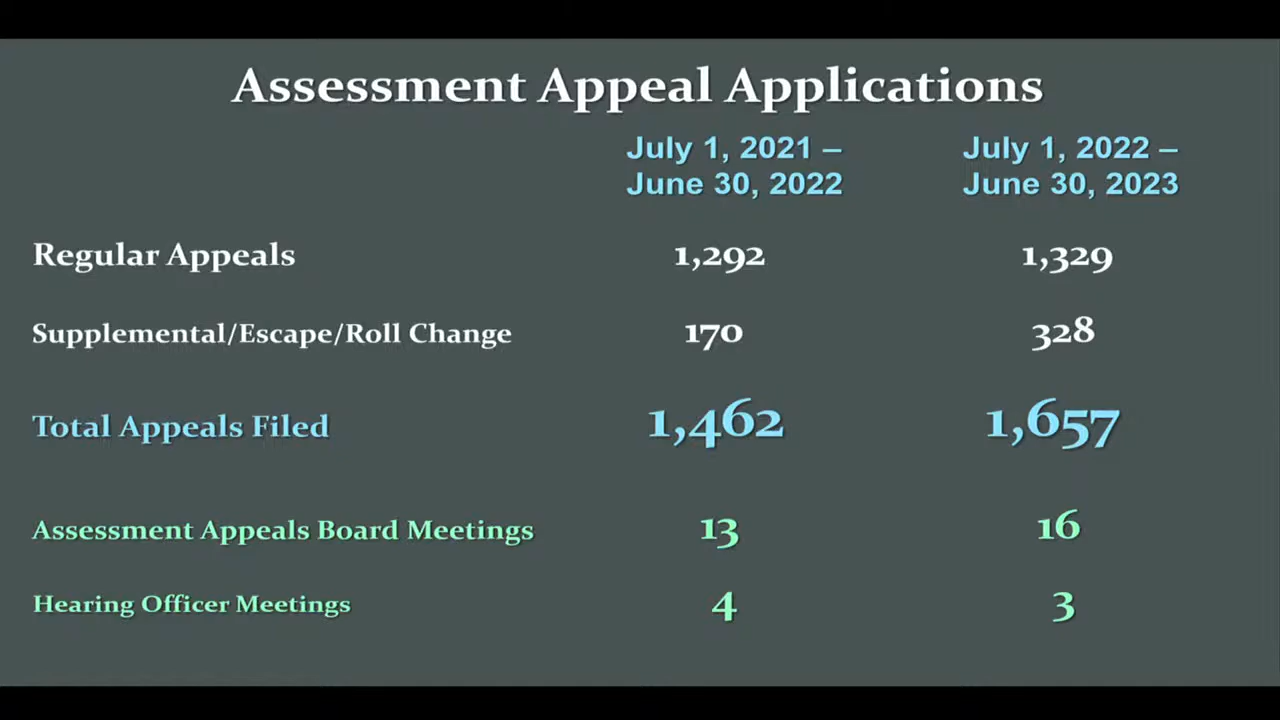 Assessment Appeal Applications
July 1, 2021 – July 1, 2022 –
June 30, 2022 June 30, 2023
Regular Appeals 1,292 1,329
Supplemental/Escape/Roll Change 170 328
Total Appeals Filed 1,462 1,657
Assessment Appeals Board Meetings 13 16
Hearing Officer Meetings 4 3